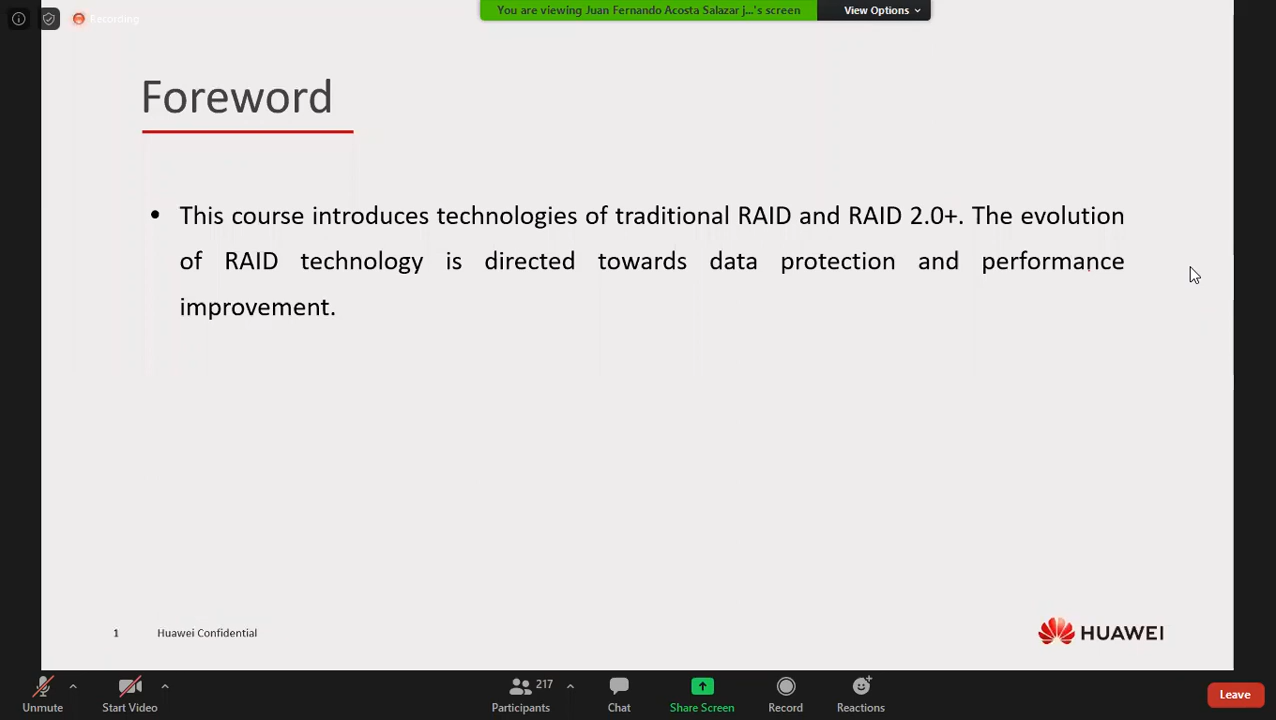 Recording
You are viewing Juan Fernando Acosta Salazar j...'s screen
View Options
Foreword
• This course introduces technologies of traditional RAID and RAID 2.0+. The evolution
of RAID technology is directed towards data protection and performance
improvement.
1 Huawei Confidential
HUAWEI
217
Unmute
Start Video
Participants
Chat
Share Screen
Record
Reactions
Leave